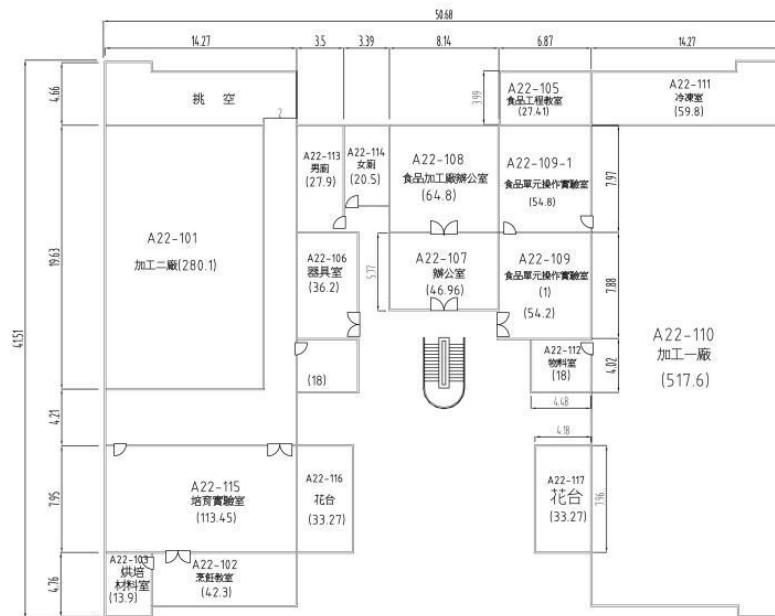 50.68
14.27
3.5
3.39
8.14
6.87
14.27
4.66
挑 空
2
3.99
A22-105
食品工程教室
(27.41)
A22-111
冷凍室
(59.8)
A22-113
男廁
(27.9)
A22-114
女廁
(20.5)
A22-108
食品加工廠辦公室
(64.8)
A22-109-1
食品單元操作實驗室
(54.8)
7.97
41.51
19.63
A22-101
加工二廠(280.1)
A22-106
器具室
(36.2)
5.77
A22-107
辦公室
(46.96)
A22-109
食品單元操作實驗室
(1)
(54.2)
7.88
A22-110
加工一廠
(517.6)
(18)
A22-112
物料室
(18)
4.02
4.48
4.21
4.18
7.95
A22-115
培育實驗室
(113.45)
A22-116
花台
(33.27)
A22-117
花台
(33.27)
7.96
4.76
A22-103
烘培
材料室
(13.9)
A22-102
烹飪教室
(42.3)